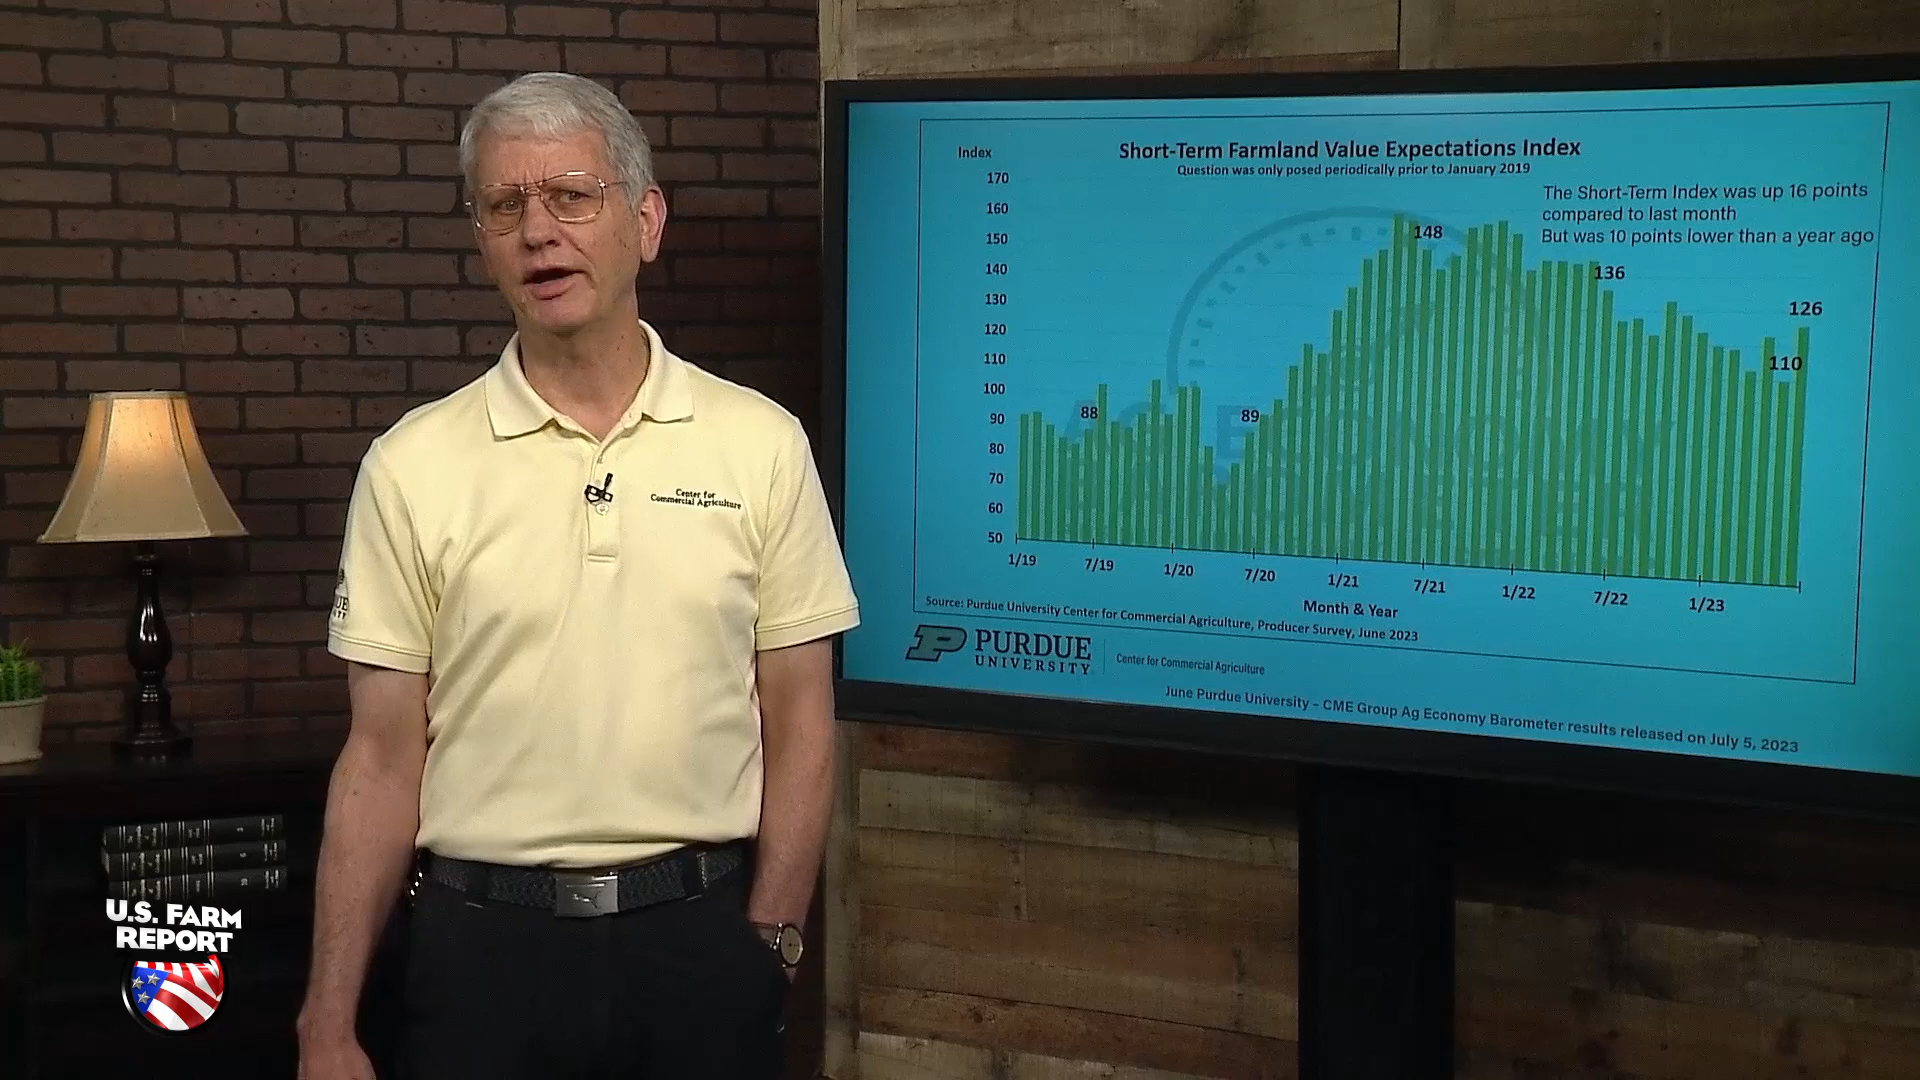 Index
Short-Term Farmland Value Expectations Index
Question was only posed periodically prior to January 2019
The Short-Term Index was up 16 points
compared to last month
But was 10 points lower than a year ago
170
160
150
140
130
120
110
100
90
80
70
60
50
88
89
148
136
126
110
1/19
7/19
1/20
7/20
1/21
7/21
1/22
7/22
1/23
Month & Year
Source: Purdue University Center for Commercial Agriculture, Producer Survey, June 2023
PURDUE
UNIVERSITY
Center for Commercial Agriculture
June Purdue University – CME Group Ag Economy Barometer results released on July 5, 2023
Center for
Commercial Agriculture
U.S. FARM
REPORT